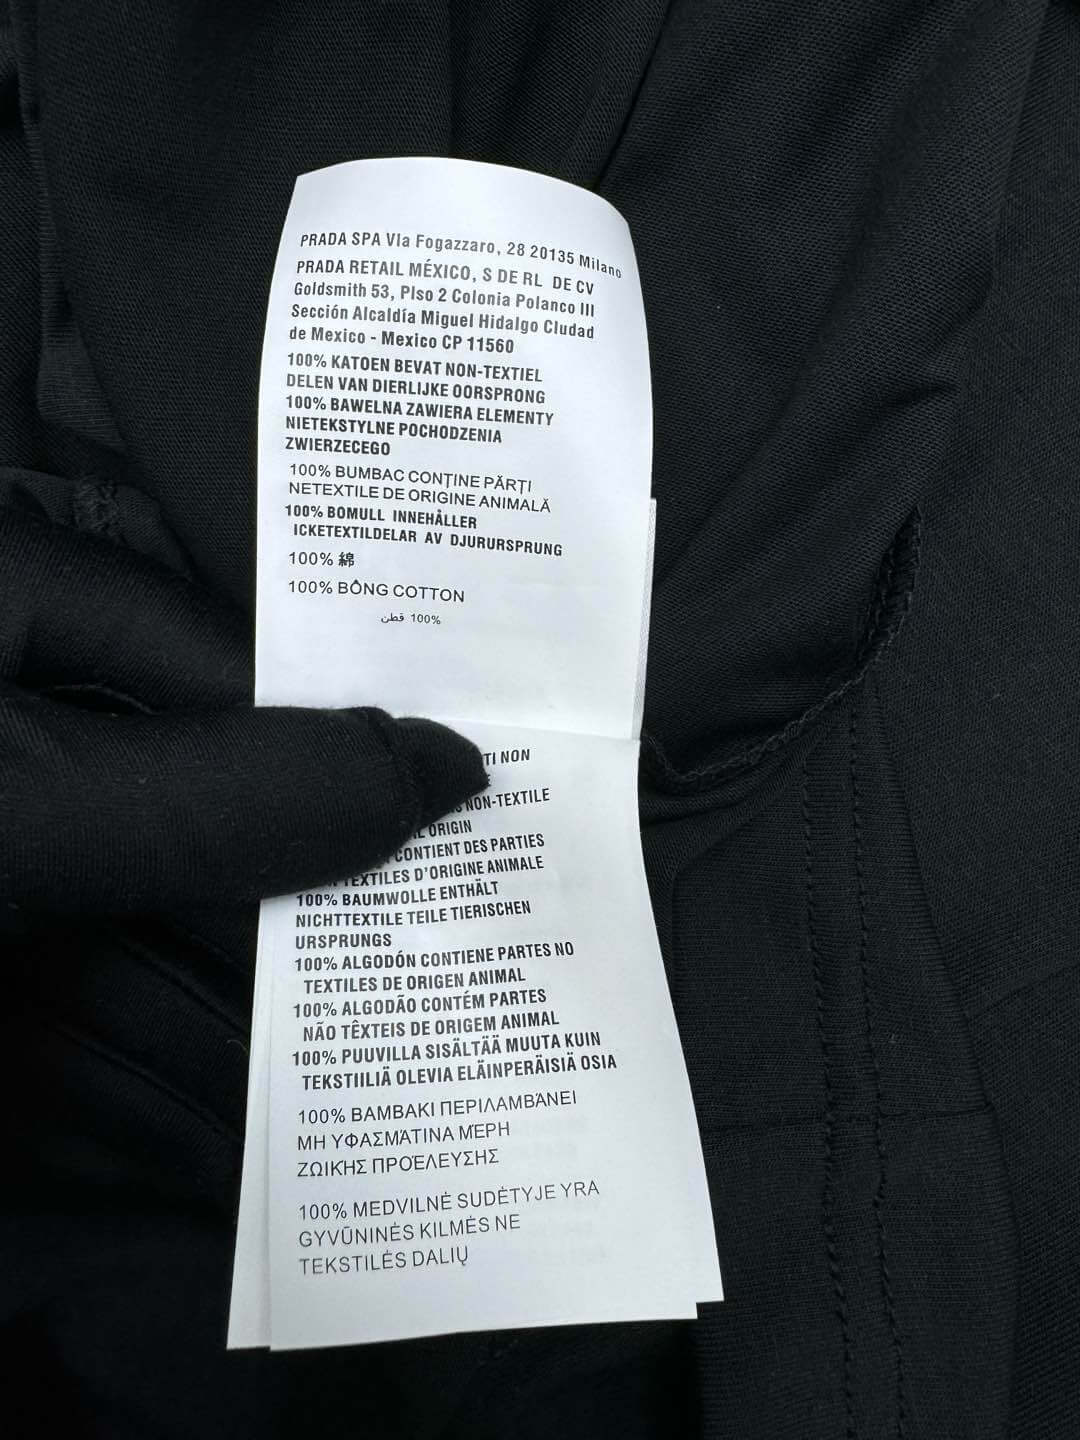 PRADA SPA VIa Fogazzaro, 28 20135 Milano
PRADA RETAIL MÉXICO, S DE RL DE CV
Goldsmith 53, PIso 2 Colonia Polanco III
Sección Alcaldía Miguel Hidalgo CIudad
de Mexico - Mexico CP 11560
100% KATOEN BEVAT NON-TEXTIEL
DELEN VAN DIERLIJKE OORSPRONG
100% BAWELNA ZAWIERA ELEMENTY
NIETEKSTYLNE POCHODZENIA
ZWIERZECEGO
100% BUMBAC CONȚINE PĂRȚI
NETEXTILE DE ORIGINE ANIMALĂ
100% BOMULL INNEHÅLLER
ICKETEXTILDELAR AV DJURURSPRUNG
100% 綿
100% BÔNG COTTON
100% قطن
NON
NON-TEXTILE
ORIGIN
CONTIENT DES PARTIES
TEXTILES D'ORIGINE ANIMALE
100% BAUMWOLLE ENTHÄLT
NICHTTEXTILE TEILE TIERISCHEN
URSPRUNGS
100% ALGODÓN CONTIENE PARTES NO
TEXTILES DE ORIGEN ANIMAL
100% ALGODÃO CONTÉM PARTES
NÃO TÊXTEIS DE ORIGEM ANIMAL
100% PUUVILLA SISÄLTÄÄ MUUTA KUIN
TEKSTIILIÄ OLEVIA ELÄINPERÄISIÄ OSIA
100% BAMBAKI ΠΕΡΙΛΑΜΒΆΝΕΙ
ΜΗ ΥΦΑΣΜΆΤΙΝΑ ΜΈΡΗ
ΖΩΙΚΉΣ ΠΡΟΈΛΕΥΣΗΣ
100% MEDVILNĖ SUDĖTYJE YRA
GYVŪNINĖS KILMĖS NE
TEKSTILĖS DALIŲ